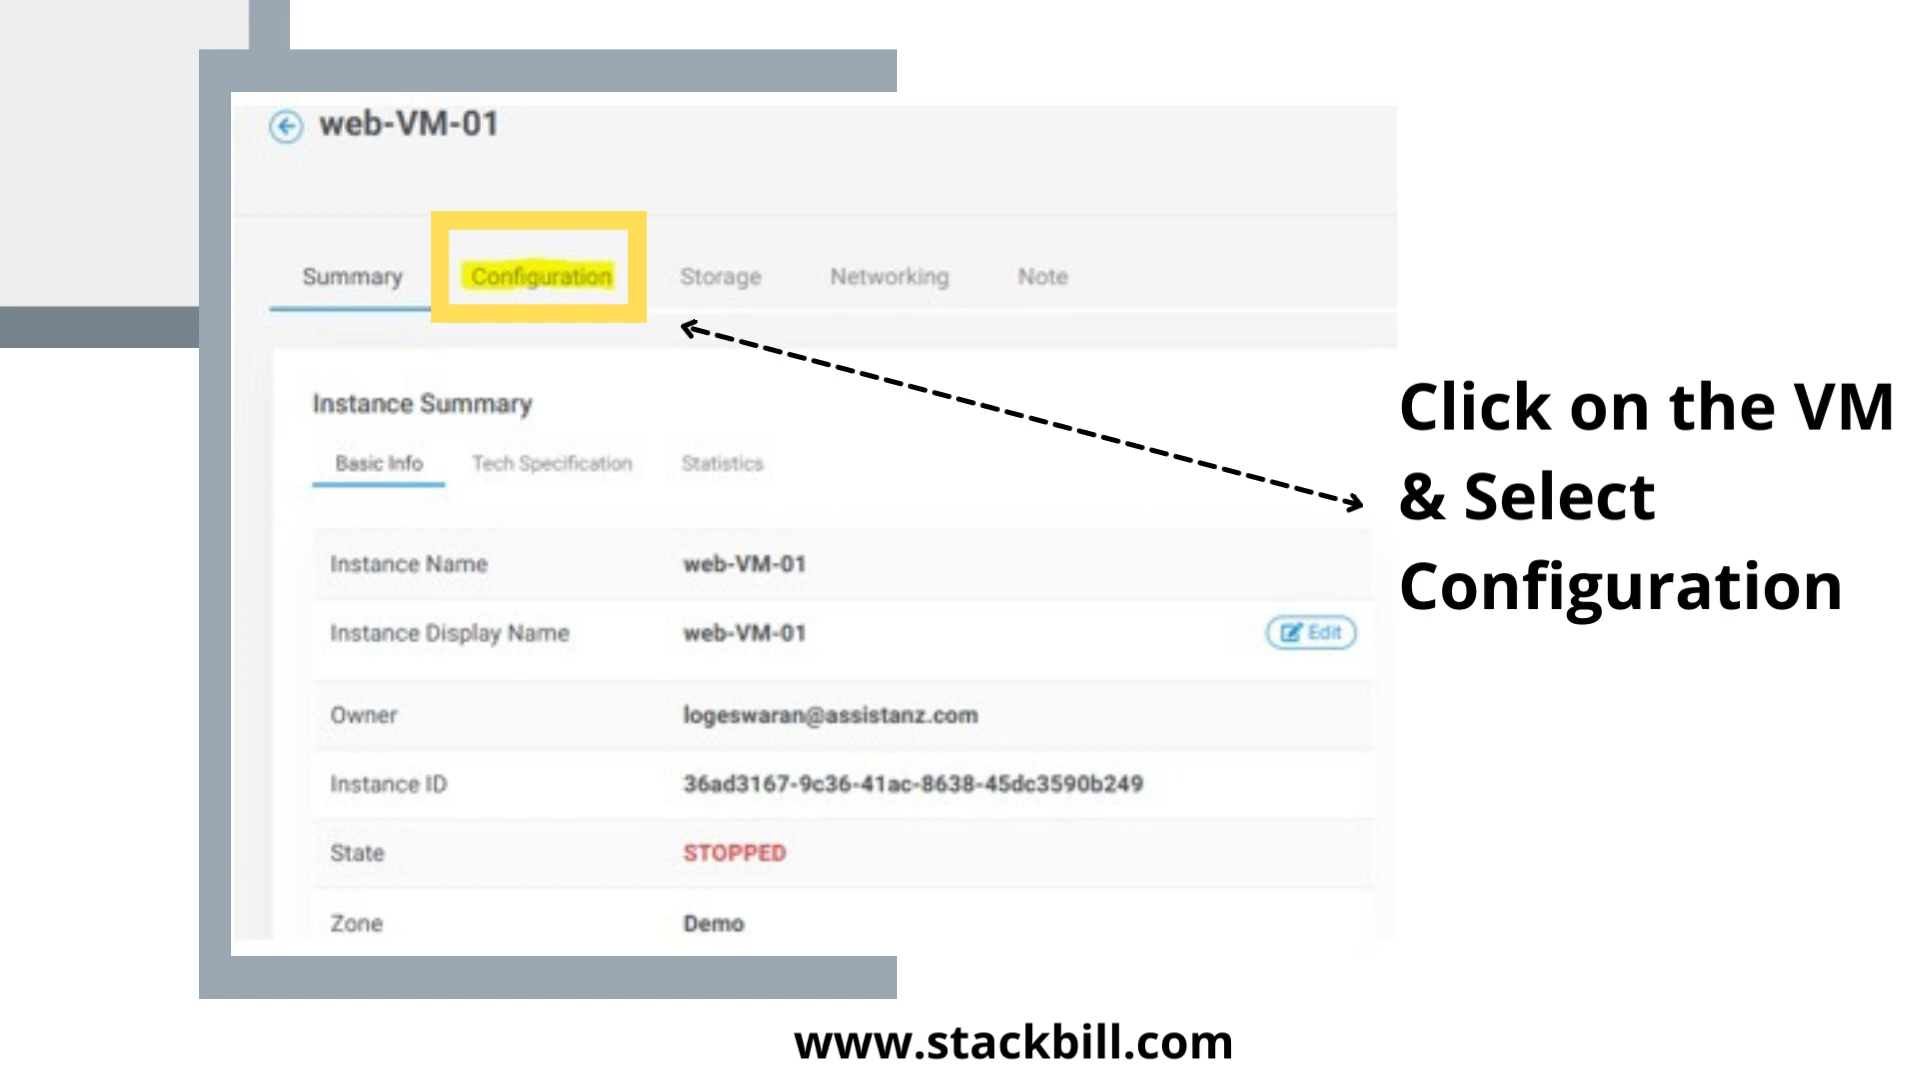 web-VM-01
Summary Configuration Storage Networking Note
Instance Summary
Basic Info Tech Specification Statistics
Instance Name web-VM-01
Instance Display Name web-VM-01 Edit
Owner logeswaran@assistanz.com
Instance ID 36ad3167-9c36-41ac-8638-45dc3590b249
State STOPPED
Zone Demo
Click on the VM
& Select
Configuration
www.stackbill.com